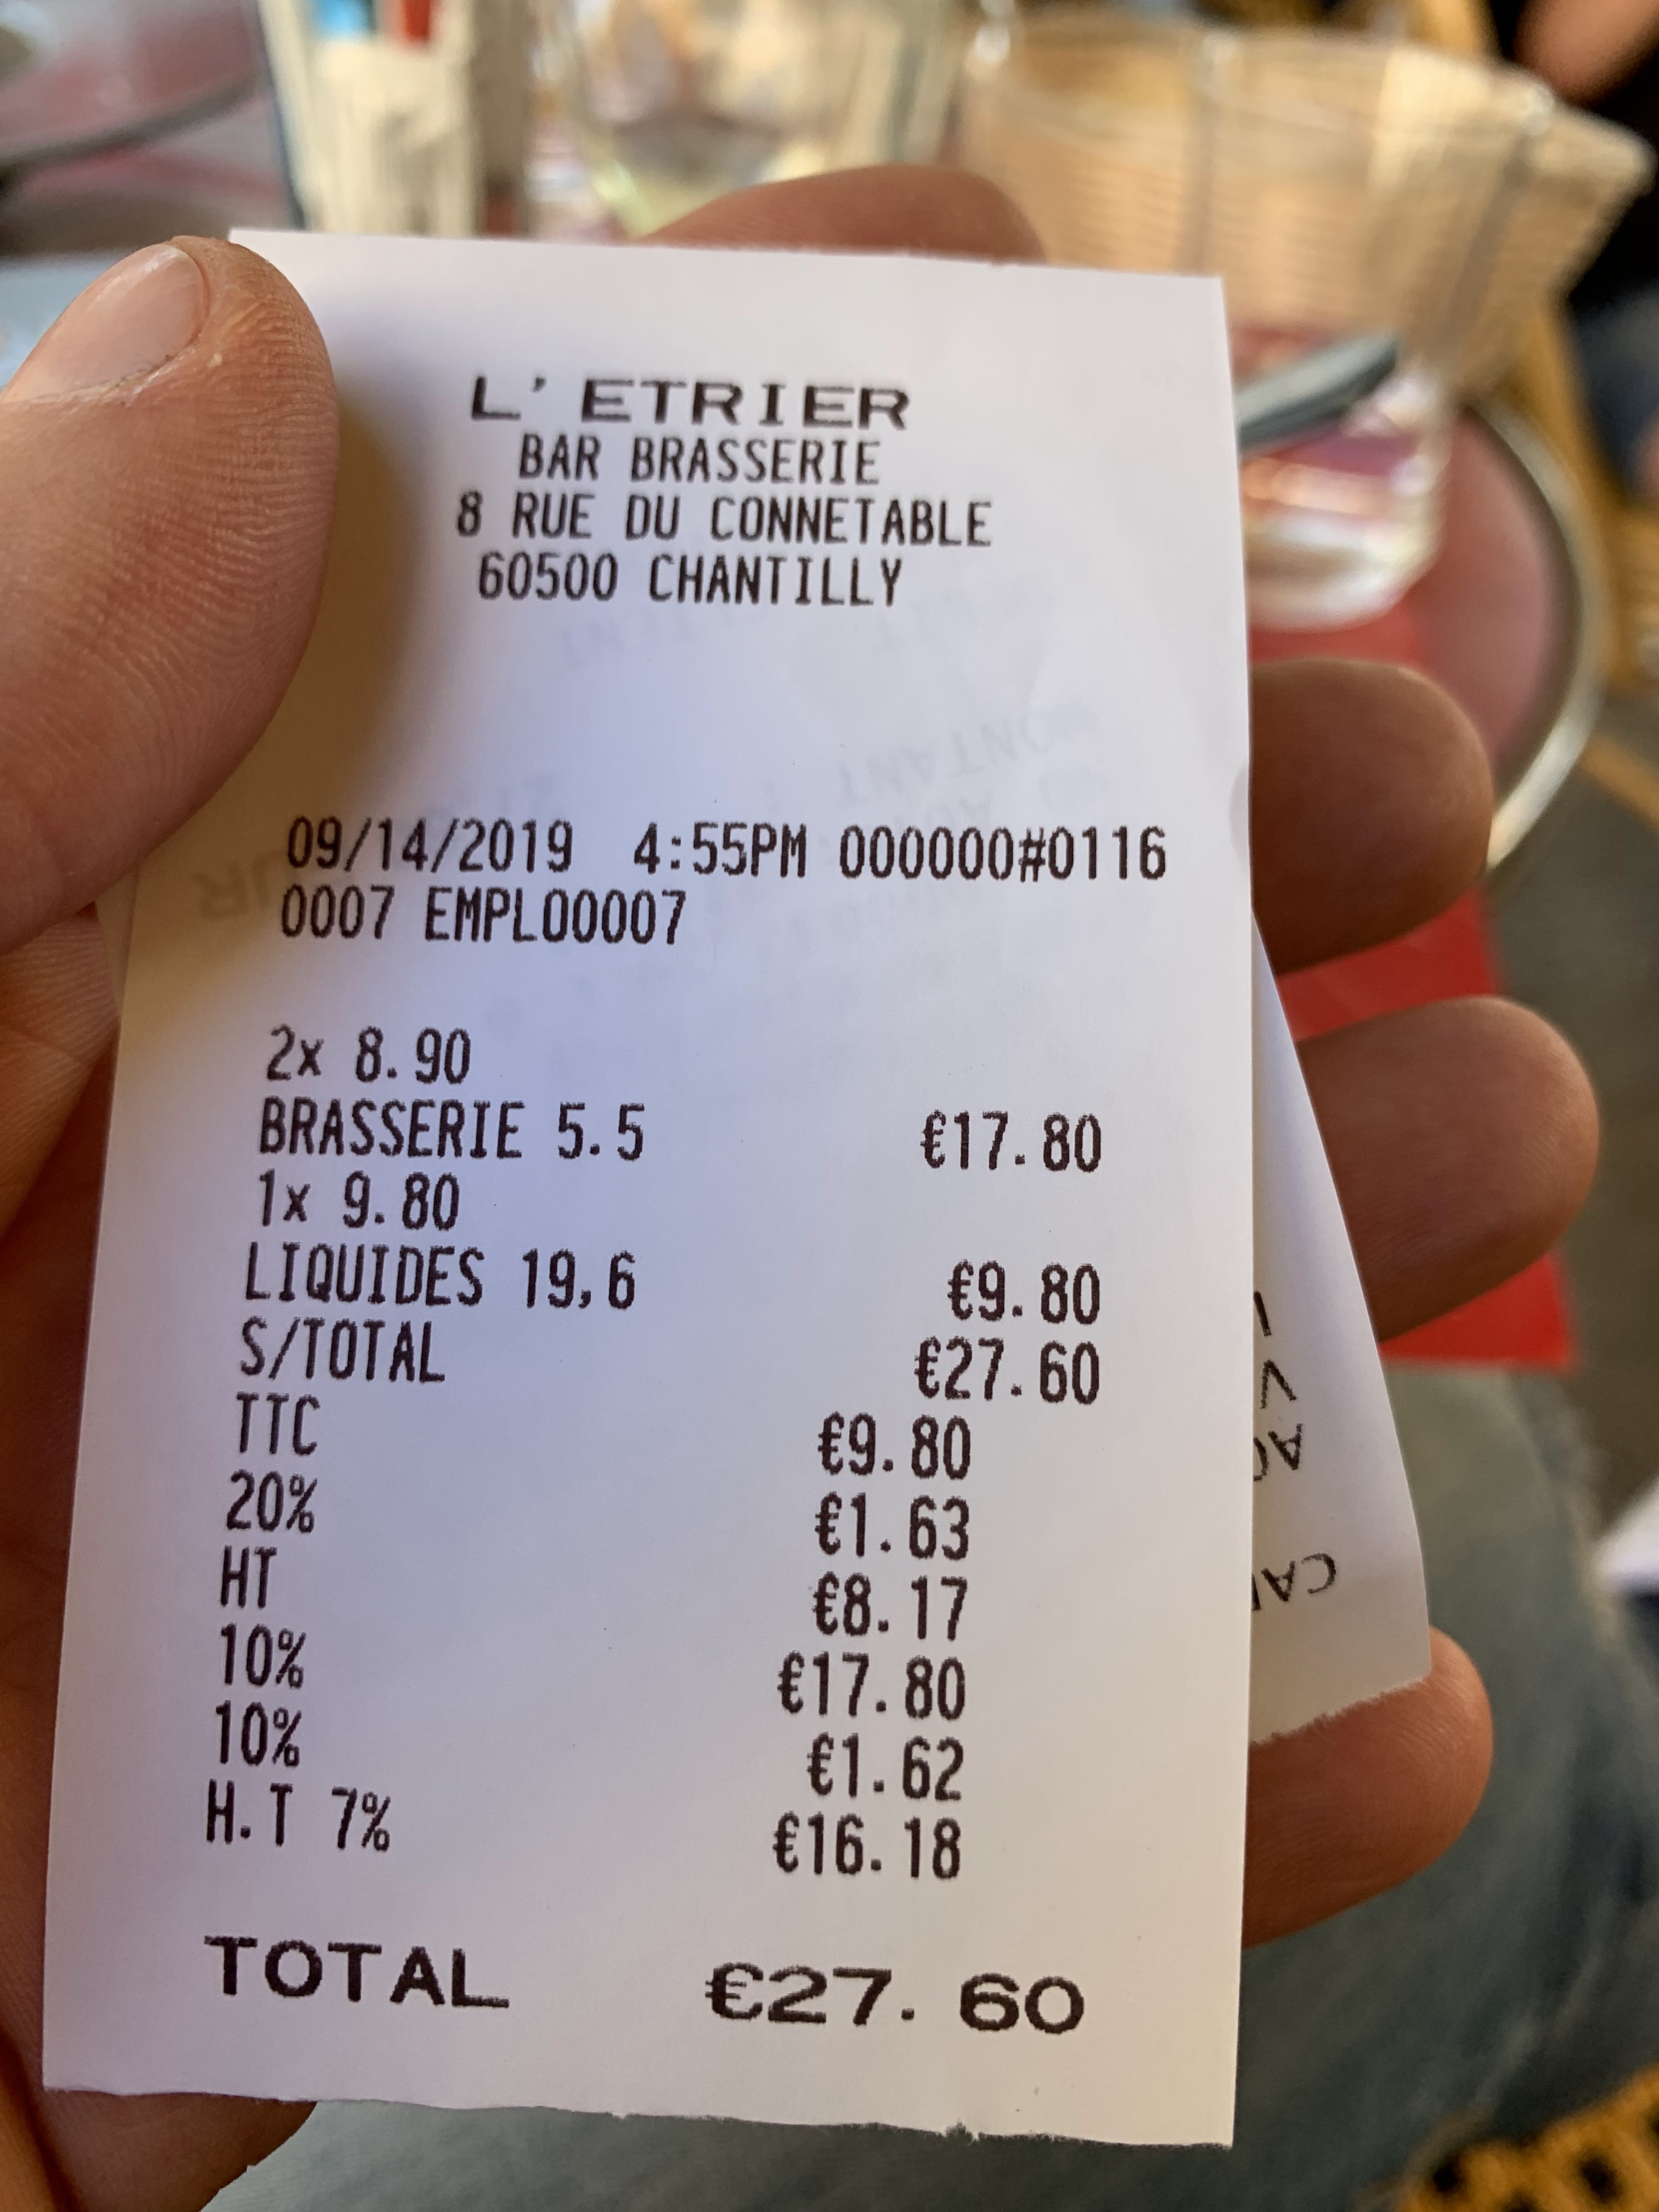 L'ETRIER
BAR BRASSERIE
8 RUE DU CONNETABLE
60500 CHANTILLY
09/14/2019 4:55PM 000000#0116
0007 EMPLO0007
2x 8.90
BRASSERIE 5.5 €17.80
1x 9.80
LIQUIDES 19,6 €9.80
S/TOTAL €27.60
TTC €9.80
20% €1.63
HT €8.17
10% €17.80
10% €1.62
H.T 7% €16.18
TOTAL €27.60
MONTANT